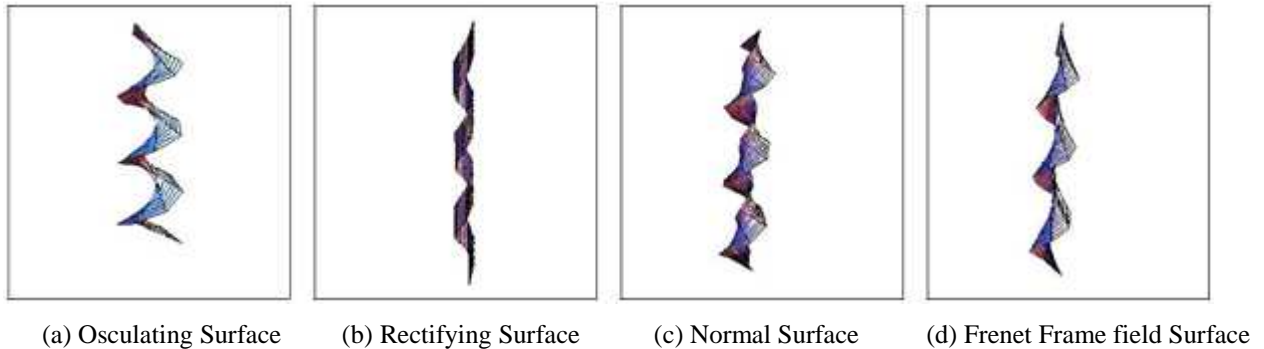 (a) Osculating Surface
(b) Rectifying Surface
(c) Normal Surface
(d) Frenet Frame field Surface